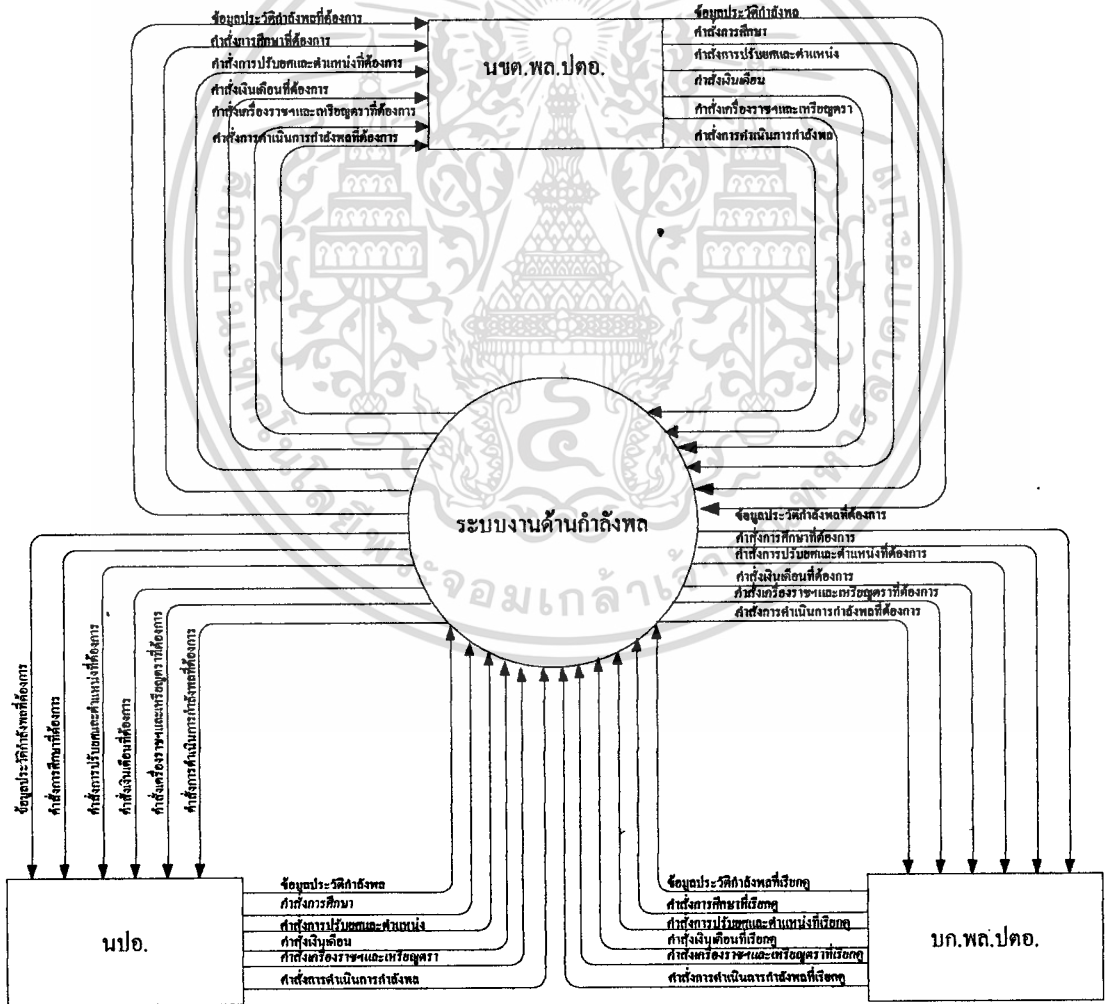 ข้อมูลประวัติกำลังพลที่ต้องการ
คำสั่งการศึกษาที่ต้องการ
คำสั่งการปรับยศและตำแหน่งที่ต้องการ
คำสั่งเงินเดือนที่ต้องการ
คำสั่งเครื่องราชฯและเหรียญตราที่ต้องการ
คำสั่งการดำเนินการกำลังพลที่ต้องการ
นขต.พล.ปตอ.
ข้อมูลประวัติกำลังพล
คำสั่งการศึกษา
คำสั่งการปรับยศและตำแหน่ง
คำสั่งเงินเดือน
คำสั่งเครื่องราชฯและเหรียญตรา
คำสั่งการดำเนินการกำลังพล
ระบบงานด้านกำลังพล
ข้อมูลประวัติกำลังพลที่ต้องการ
คำสั่งการศึกษาที่ต้องการ
คำสั่งการปรับยศและตำแหน่งที่ต้องการ
คำสั่งเงินเดือนที่ต้องการ
คำสั่งเครื่องราชฯและเหรียญตราที่ต้องการ
คำสั่งการดำเนินการกำลังพลที่ต้องการ
ข้อมูลประวัติกำลังพลที่ต้องการ
คำสั่งการศึกษาที่ต้องการ
คำสั่งการปรับยศและตำแหน่งที่ต้องการ
คำสั่งเงินเดือนที่ต้องการ
คำสั่งเครื่องราชฯและเหรียญตราที่ต้องการ
คำสั่งการดำเนินการกำลังพลที่ต้องการ
นปอ.
ข้อมูลประวัติกำลังพล
คำสั่งการศึกษา
คำสั่งการปรับยศและตำแหน่ง
คำสั่งเงินเดือน
คำสั่งเครื่องราชฯและเหรียญตรา
คำสั่งการดำเนินการกำลังพล
ข้อมูลประวัติกำลังพลที่เรียกดู
คำสั่งการศึกษาที่เรียกดู
คำสั่งการปรับยศและตำแหน่งที่เรียกดู
คำสั่งเงินเดือนที่เรียกดู
คำสั่งเครื่องราชฯและเหรียญตราที่เรียกดู
คำสั่งการดำเนินการกำลังพลที่เรียกดู
บก.พล.ปตอ.